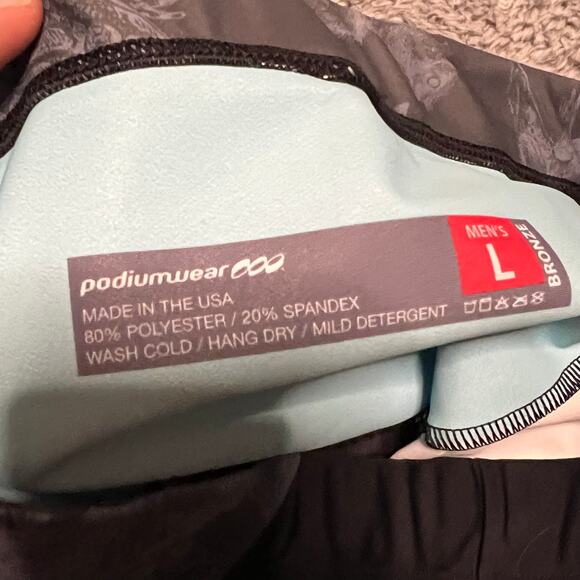 podiumwear
MADE IN THE USA
80% POLYESTER / 20% SPANDEX
WASH COLD / HANG DRY / MILD DETERGENT
MEN'S
L
BRONZE